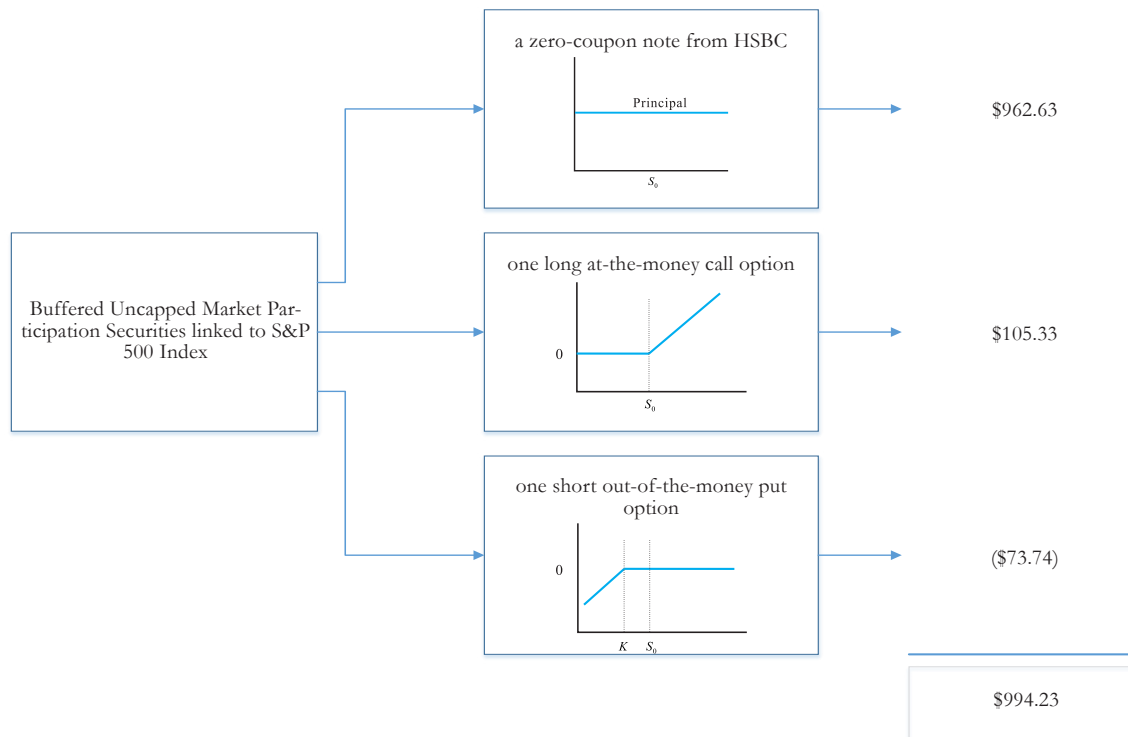 a zero-coupon note from HSBC
Principal
S₀
$962.63
Buffered Uncapped Market Par-
ticipation Securities linked to S&P
500 Index
one long at-the-money call option
0
S₀
$105.33
one short out-of-the-money put
option
0
K S₀
($73.74)
$994.23